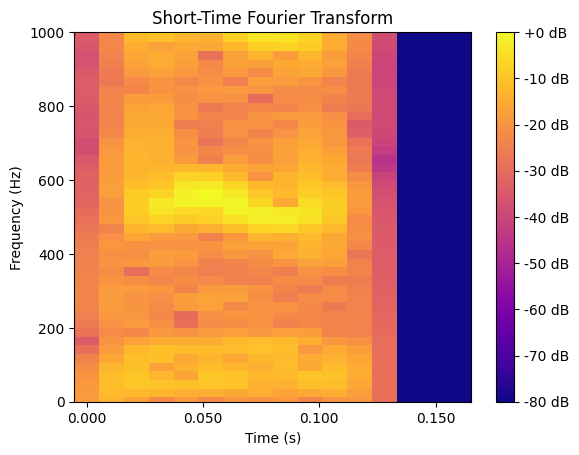 Short-Time Fourier Transform
1000
800
600
400
200
0
Frequency (Hz)
0.000
0.050
0.100
0.150
Time (s)
+0 dB
-10 dB
-20 dB
-30 dB
-40 dB
-50 dB
-60 dB
-70 dB
-80 dB